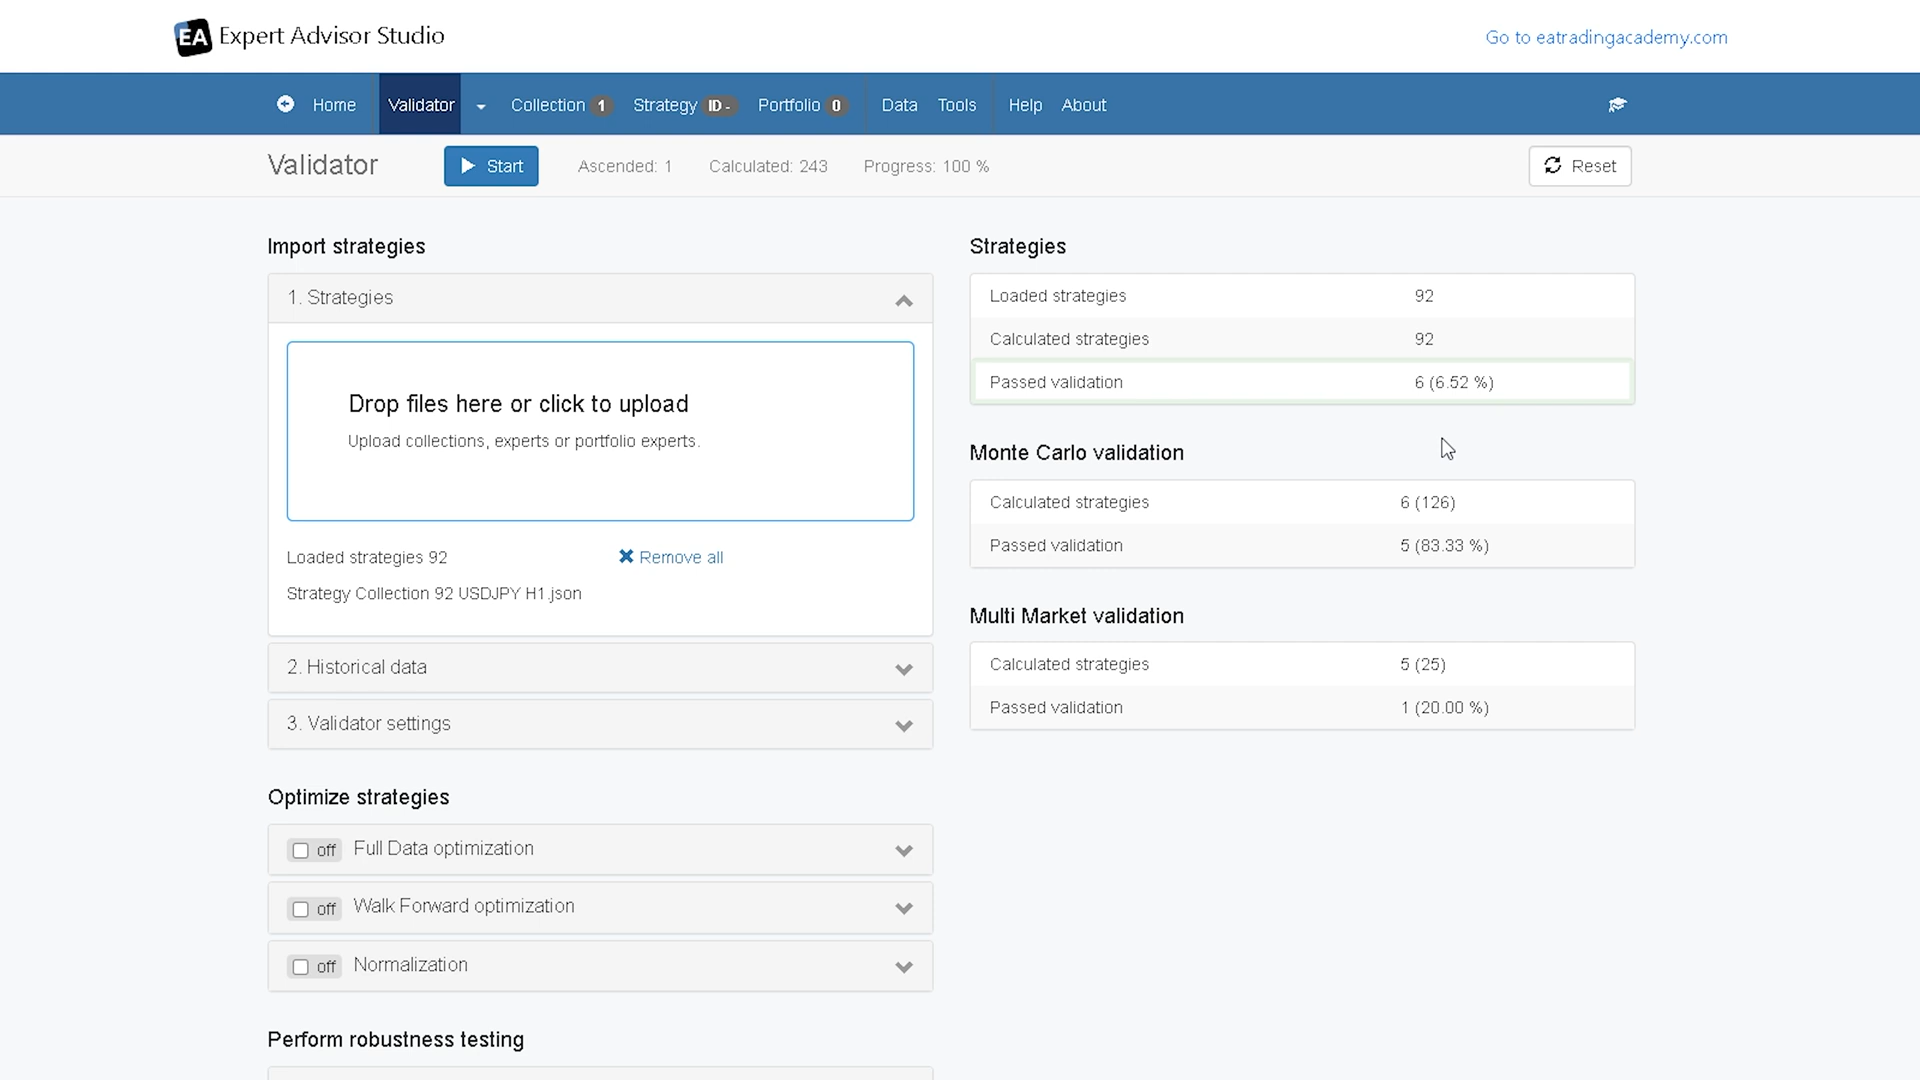 EA Expert Advisor Studio
Go to eatradingacademy.com
Home
Validator
Collection 1
Strategy ID -
Portfolio 0
Data
Tools
Help
About
Validator
Start
Ascended: 1
Calculated: 243
Progress: 100 %
Reset
Import strategies
1. Strategies
Drop files here or click to upload
Upload collections, experts or portfolio experts.
Loaded strategies 92
Remove all
Strategy Collection 92 USDJPY H1.json
2. Historical data
3. Validator settings
Optimize strategies
off Full Data optimization
off Walk Forward optimization
off Normalization
Perform robustness testing
Strategies
Loaded strategies 92
Calculated strategies 92
Passed validation 6 (6.52 %)
Monte Carlo validation
Calculated strategies 6 (126)
Passed validation 5 (83.33 %)
Multi Market validation
Calculated strategies 5 (25)
Passed validation 1 (20.00 %)